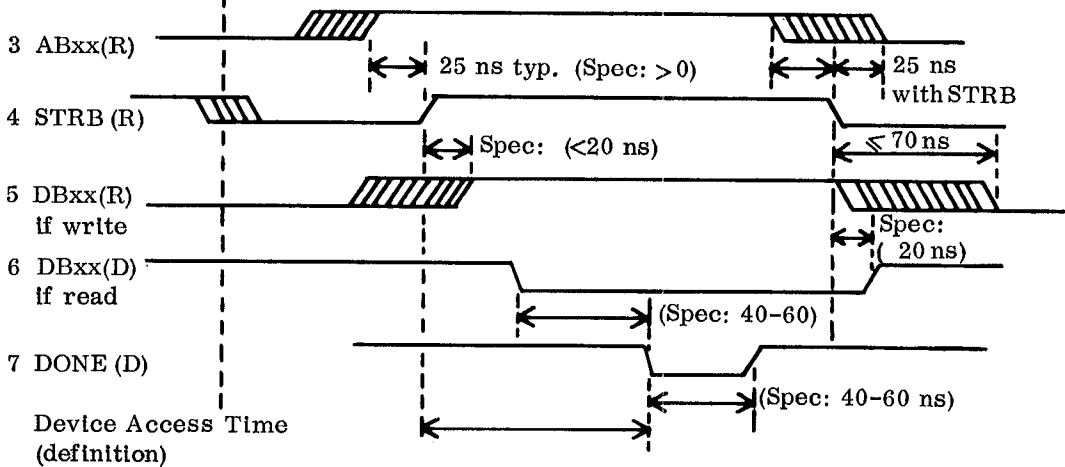 3 ABxx(R)
25 ns typ. (Spec: >0)
25 ns
with STRB
4 STRB (R)
Spec: (<20 ns)
⩽ 70 ns
5 DBxx(R)
if write
Spec:
( 20 ns)
6 DBxx(D)
if read
(Spec: 40-60)
7 DONE (D)
(Spec: 40-60 ns)
Device Access Time
(definition)